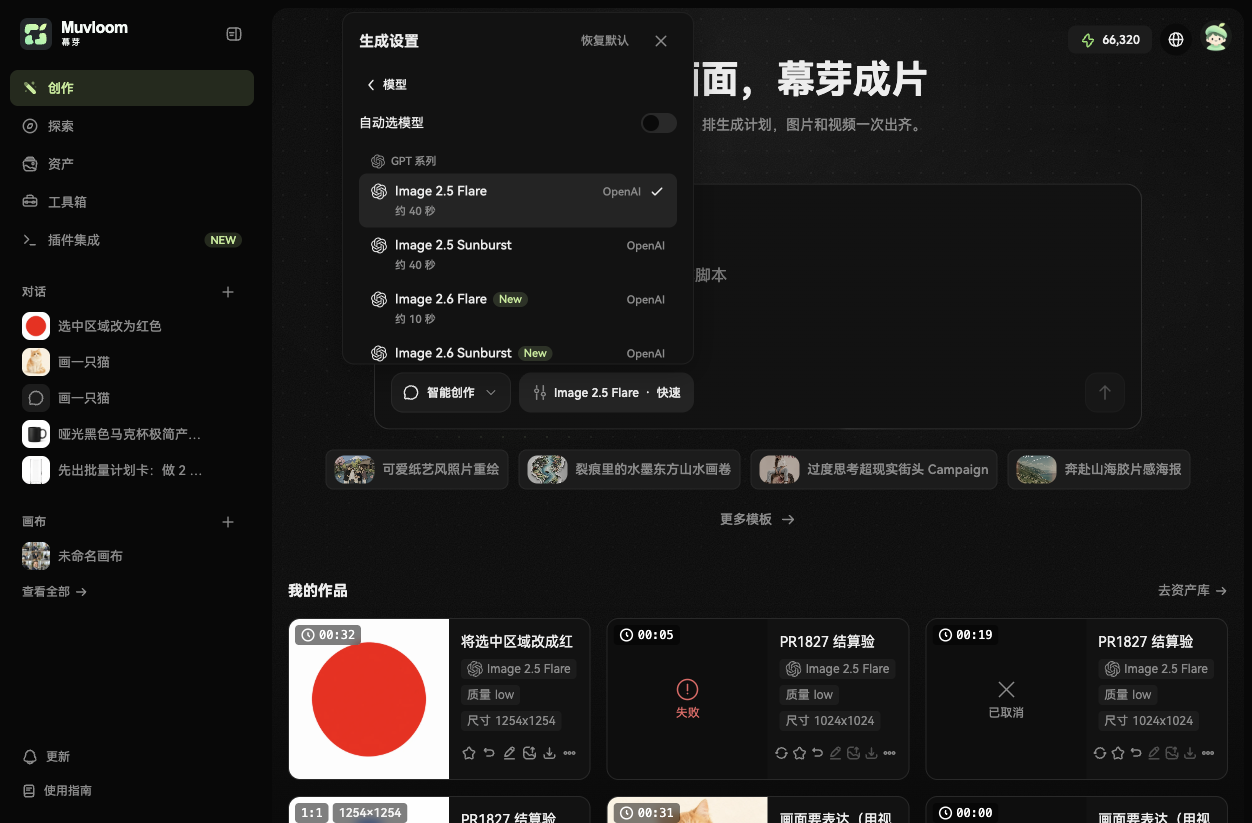 Muvloom
幕芽
创作
探索
资产
工具箱
插件集成 NEW
对话
选中区域改为红色
画一只猫
画一只猫
哑光黑色马克杯极简产…
先出批量计划卡：做 2 …
画布
未命名画布
查看全部
更新
使用指南
66,320
画面，幕芽成片
排生成计划，图片和视频一次出齐。
脚本
生成设置 恢复默认
模型
自动选模型
GPT 系列
Image 2.5 Flare OpenAI
约 40 秒
Image 2.5 Sunburst OpenAI
约 40 秒
Image 2.6 Flare New OpenAI
约 10 秒
Image 2.6 Sunburst New OpenAI
智能创作 Image 2.5 Flare · 快速
可爱纸艺风照片重绘 裂痕里的水墨东方山水画卷 过度思考超现实街头 Campaign 奔赴山海胶片感海报
更多模板
我的作品 去资产库
00:32
将选中区域改成红
Image 2.5 Flare
质量 low
尺寸 1254x1254
00:05
失败
PR1827 结算验
Image 2.5 Flare
质量 low
尺寸 1024x1024
00:19
已取消
PR1827 结算验
Image 2.5 Flare
质量 low
尺寸 1024x1024
1:1 1254×1254
PR1827 结算验
00:31
画面要表达（用视
00:00
画面要表达（用视